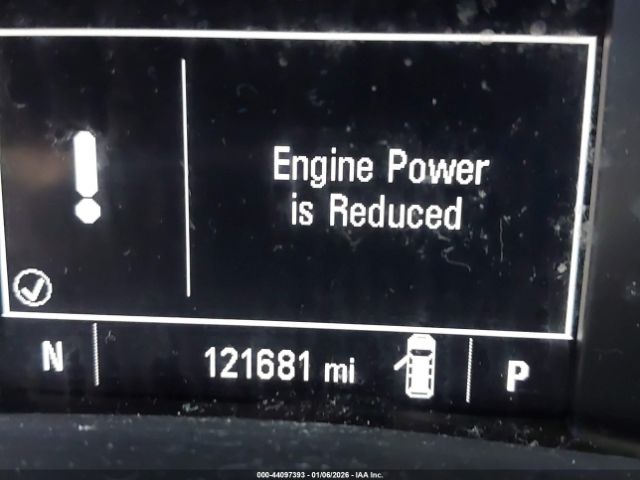 Engine Power
is Reduced
N 121681 mi P
000-44097393 - 01/06/2026 - IAA Inc.